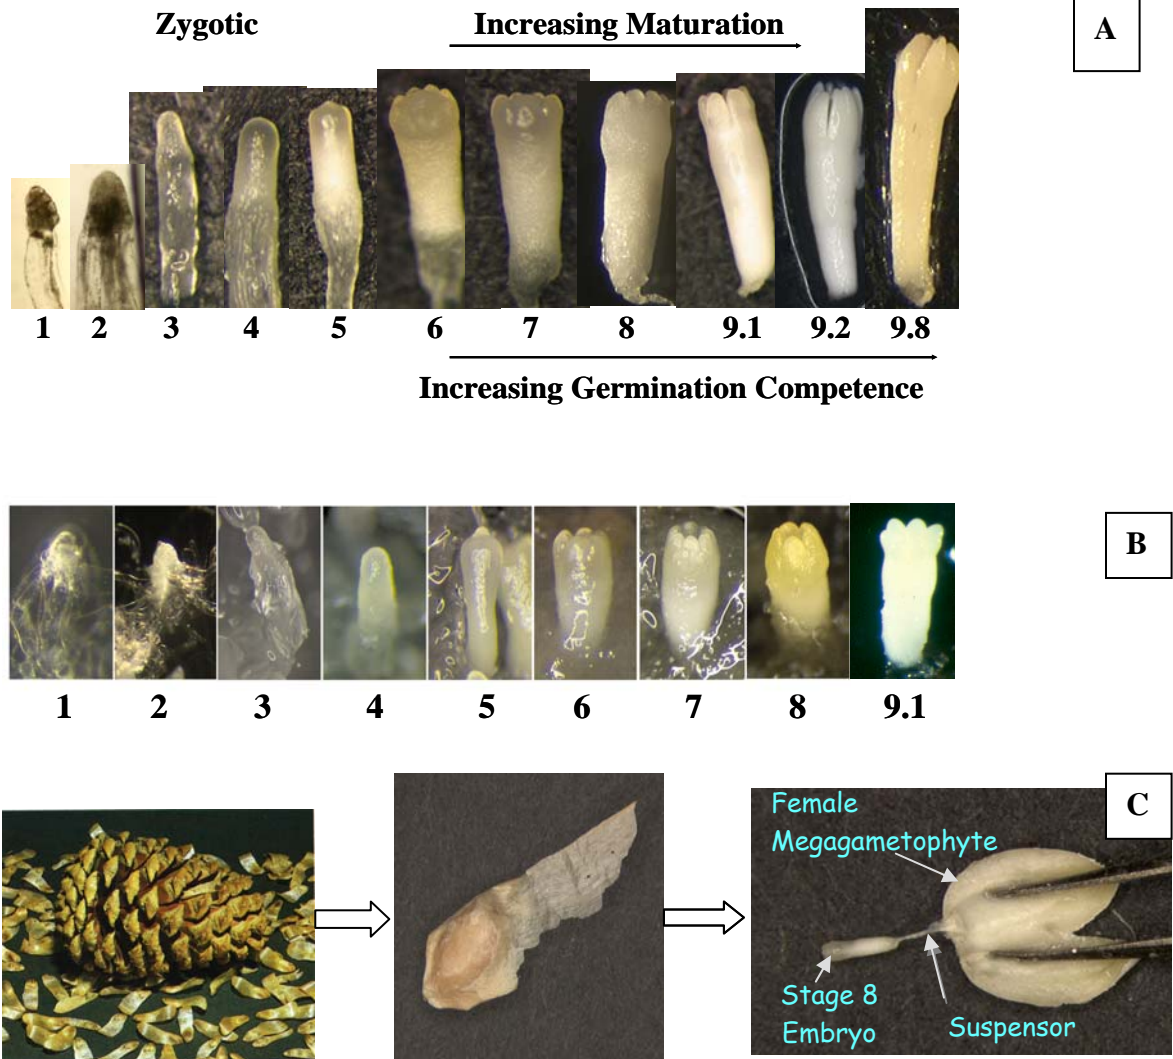 Zygotic Increasing Maturation A
1 2 3 4 5 6 7 8 9.1 9.2 9.8
Increasing Germination Competence
B
1 2 3 4 5 6 7 8 9.1
C
Female
Megagametophyte
Stage 8
Embryo
Suspensor